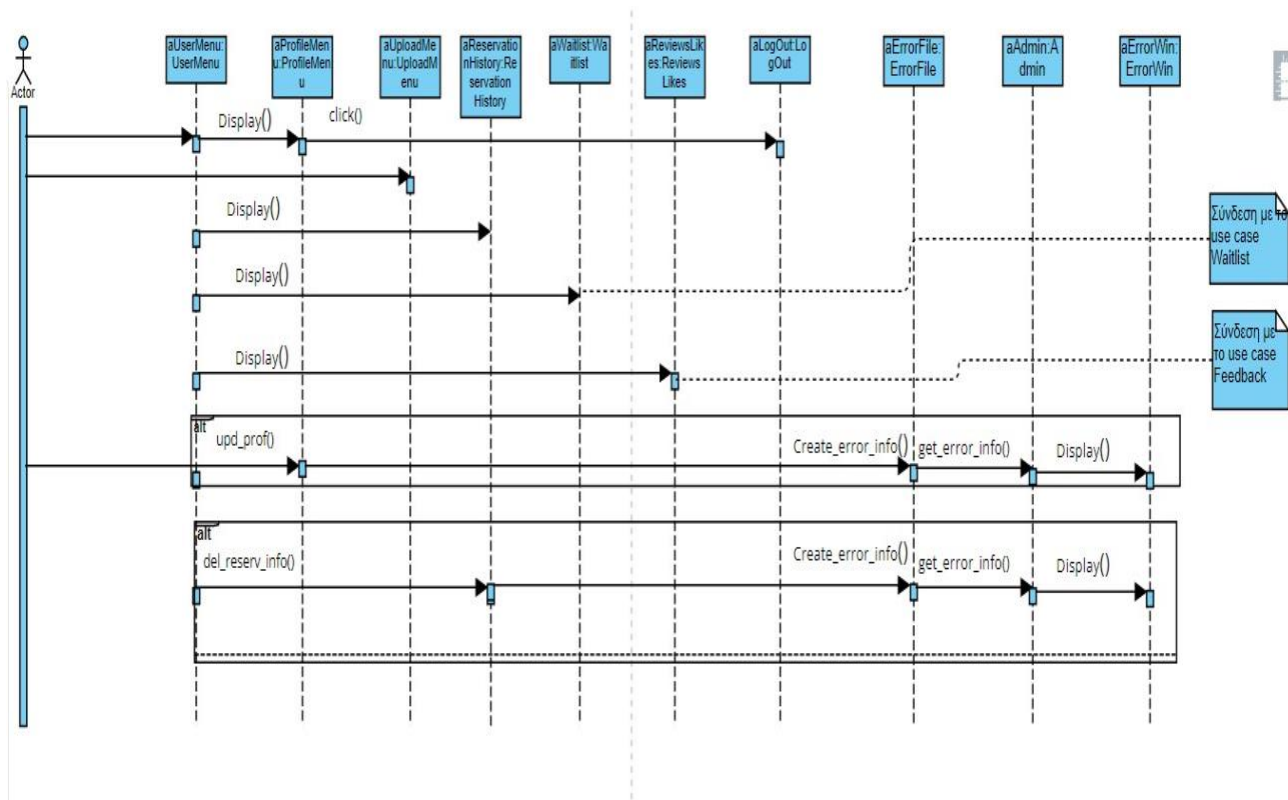 Actor
aUserMenu:
UserMenu
aProfileMen
u:ProfileMen
u
aUploadMe
nu:UploadM
enu
aReservatio
nHistory:Re
servation
History
aWaitlist:Wa
itlist
aReviewsLik
es:Reviews
Likes
aLogOut:Lo
gOut
aErrorFile:
ErrorFile
aAdmin:A
dmin
aErrorWin:
ErrorWin
Display()
click()
Display()
Σύνδεση με το
use case
Waitlist
Display()
Display()
Σύνδεση με
το use case
Feedback
alt
upd_prof()
Create_error_info()
get_error_info()
Display()
alt
del_reserv_info()
Create_error_info()
get_error_info()
Display()